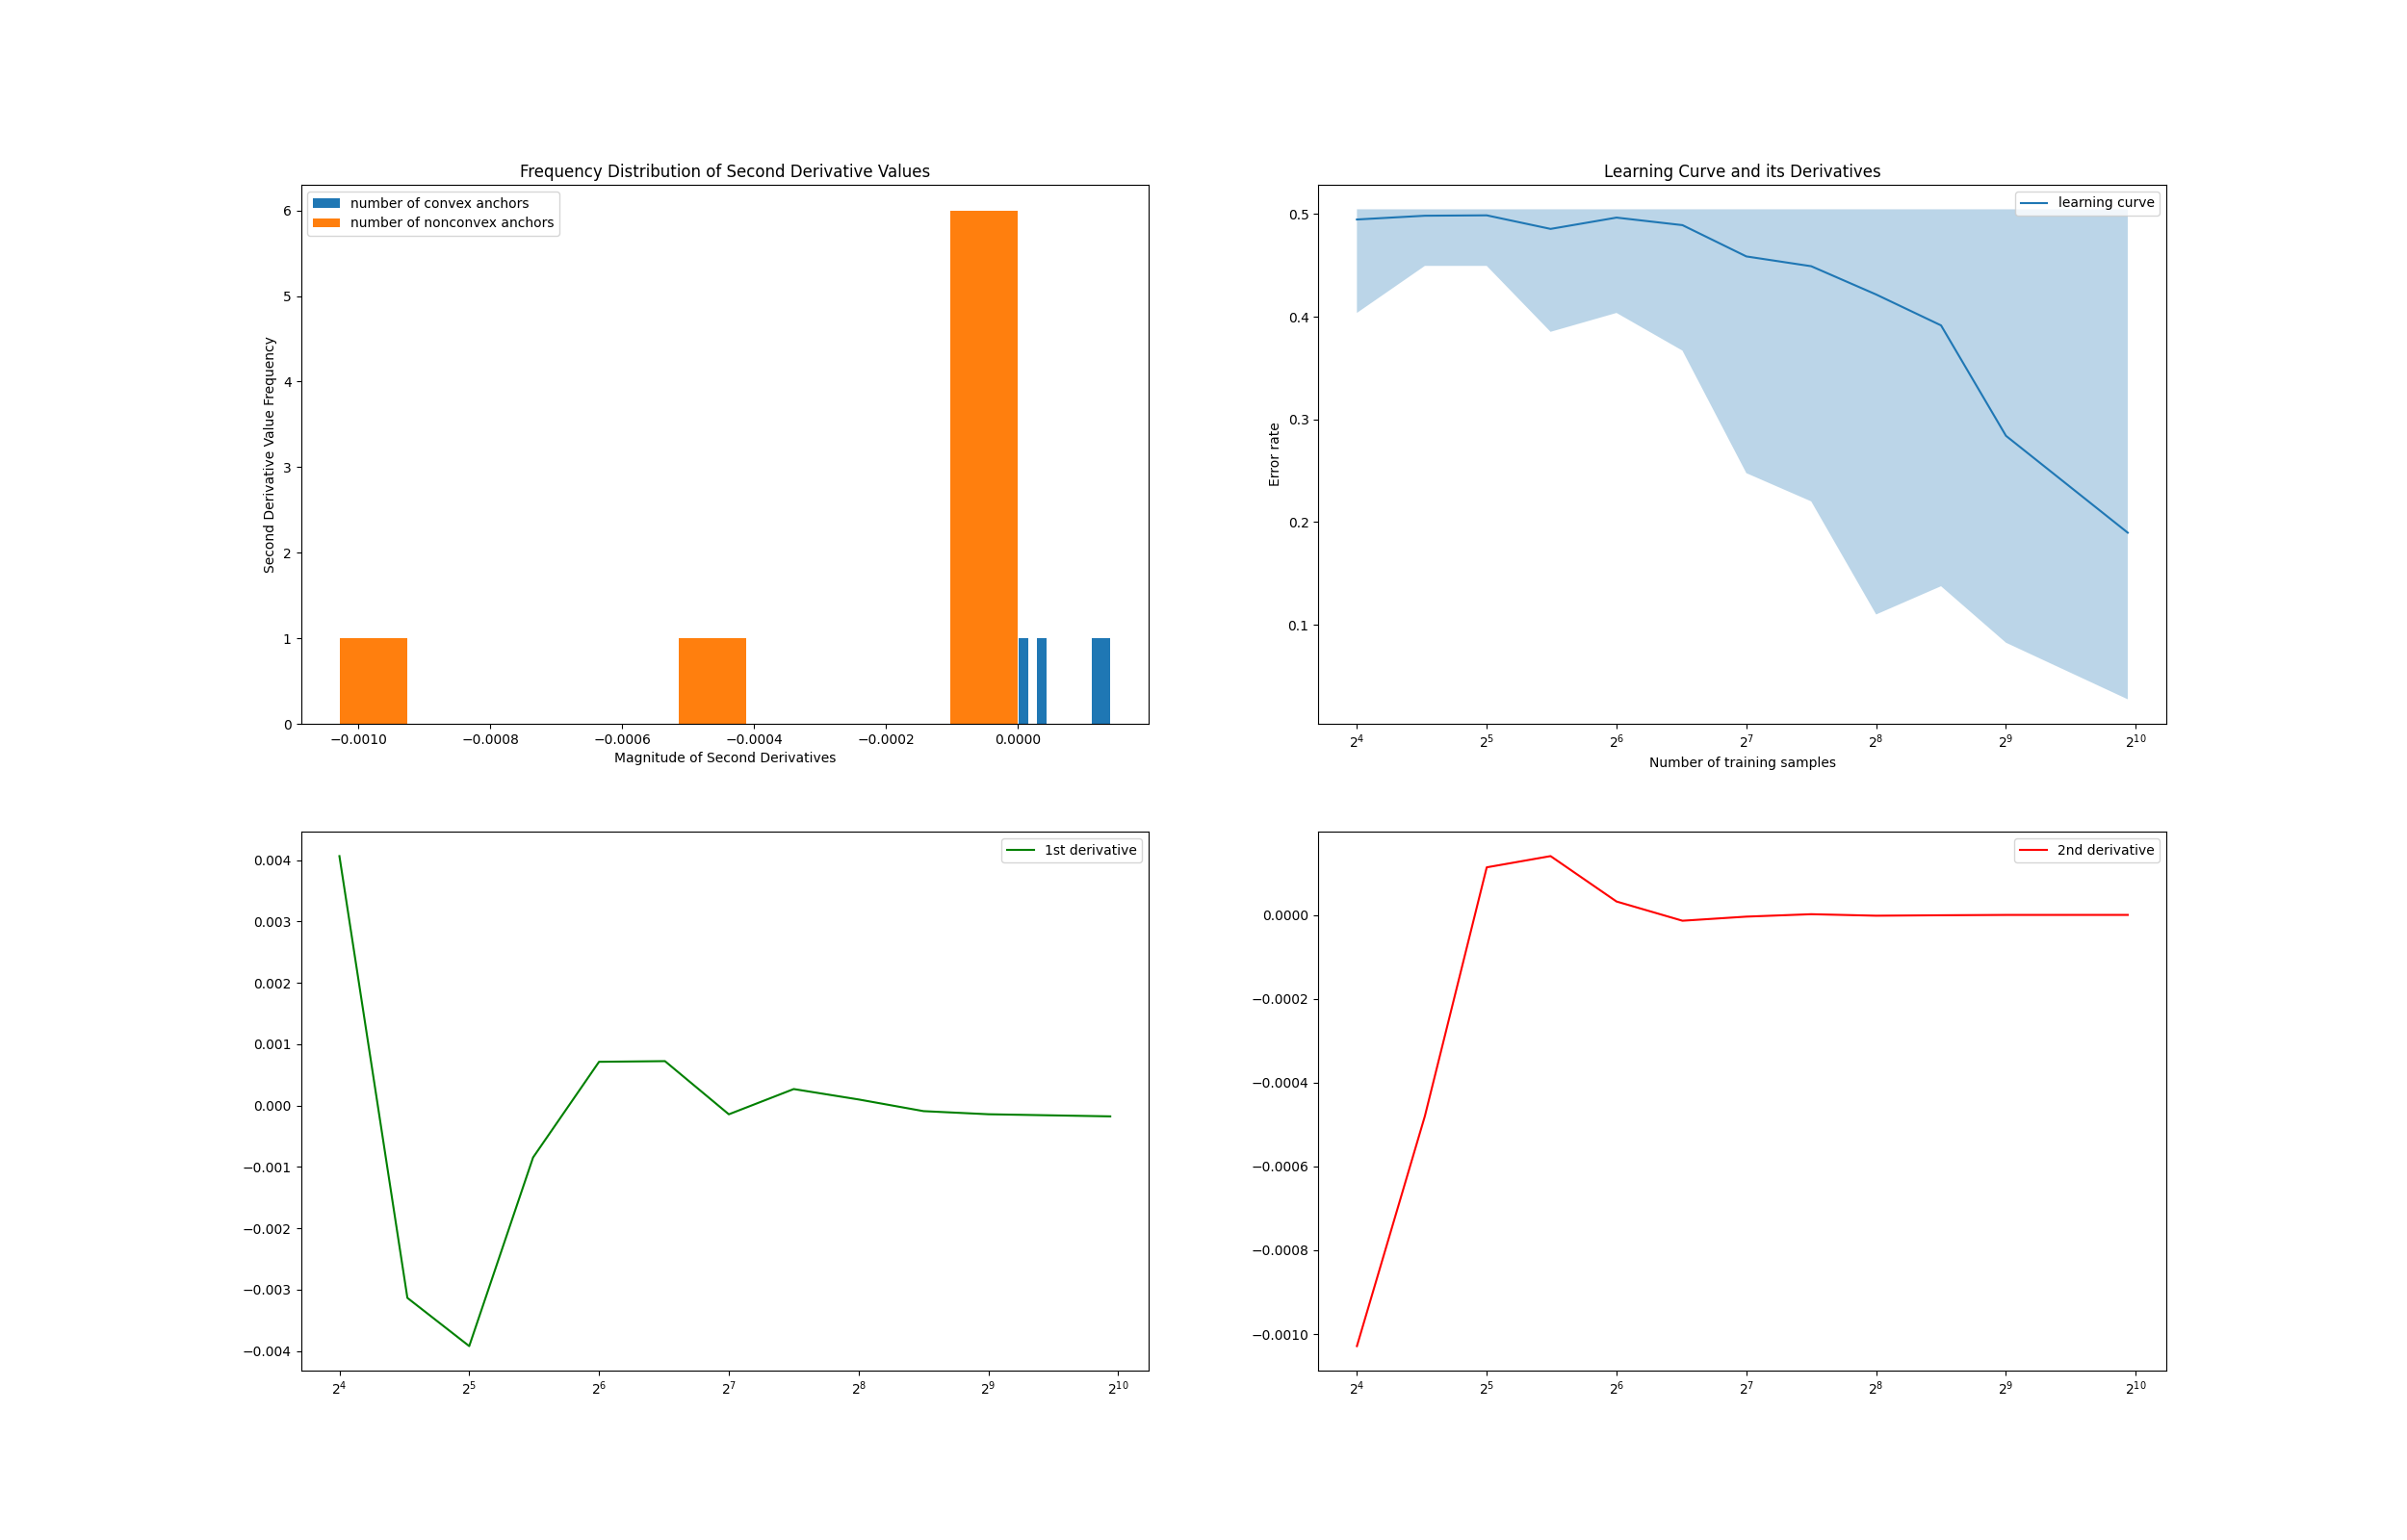 Frequency Distribution of Second Derivative Values
number of convex anchors
number of nonconvex anchors
Second Derivative Value Frequency
6
5
4
3
2
1
0
−0.0010 −0.0008 −0.0006 −0.0004 −0.0002 0.0000
Magnitude of Second Derivatives
Learning Curve and its Derivatives
learning curve
Error rate
0.5
0.4
0.3
0.2
0.1
2^4 2^5 2^6 2^7 2^8 2^9 2^10
Number of training samples
1st derivative
0.004
0.003
0.002
0.001
0.000
−0.001
−0.002
−0.003
−0.004
2^4 2^5 2^6 2^7 2^8 2^9 2^10
2nd derivative
0.0000
−0.0002
−0.0004
−0.0006
−0.0008
−0.0010
2^4 2^5 2^6 2^7 2^8 2^9 2^10